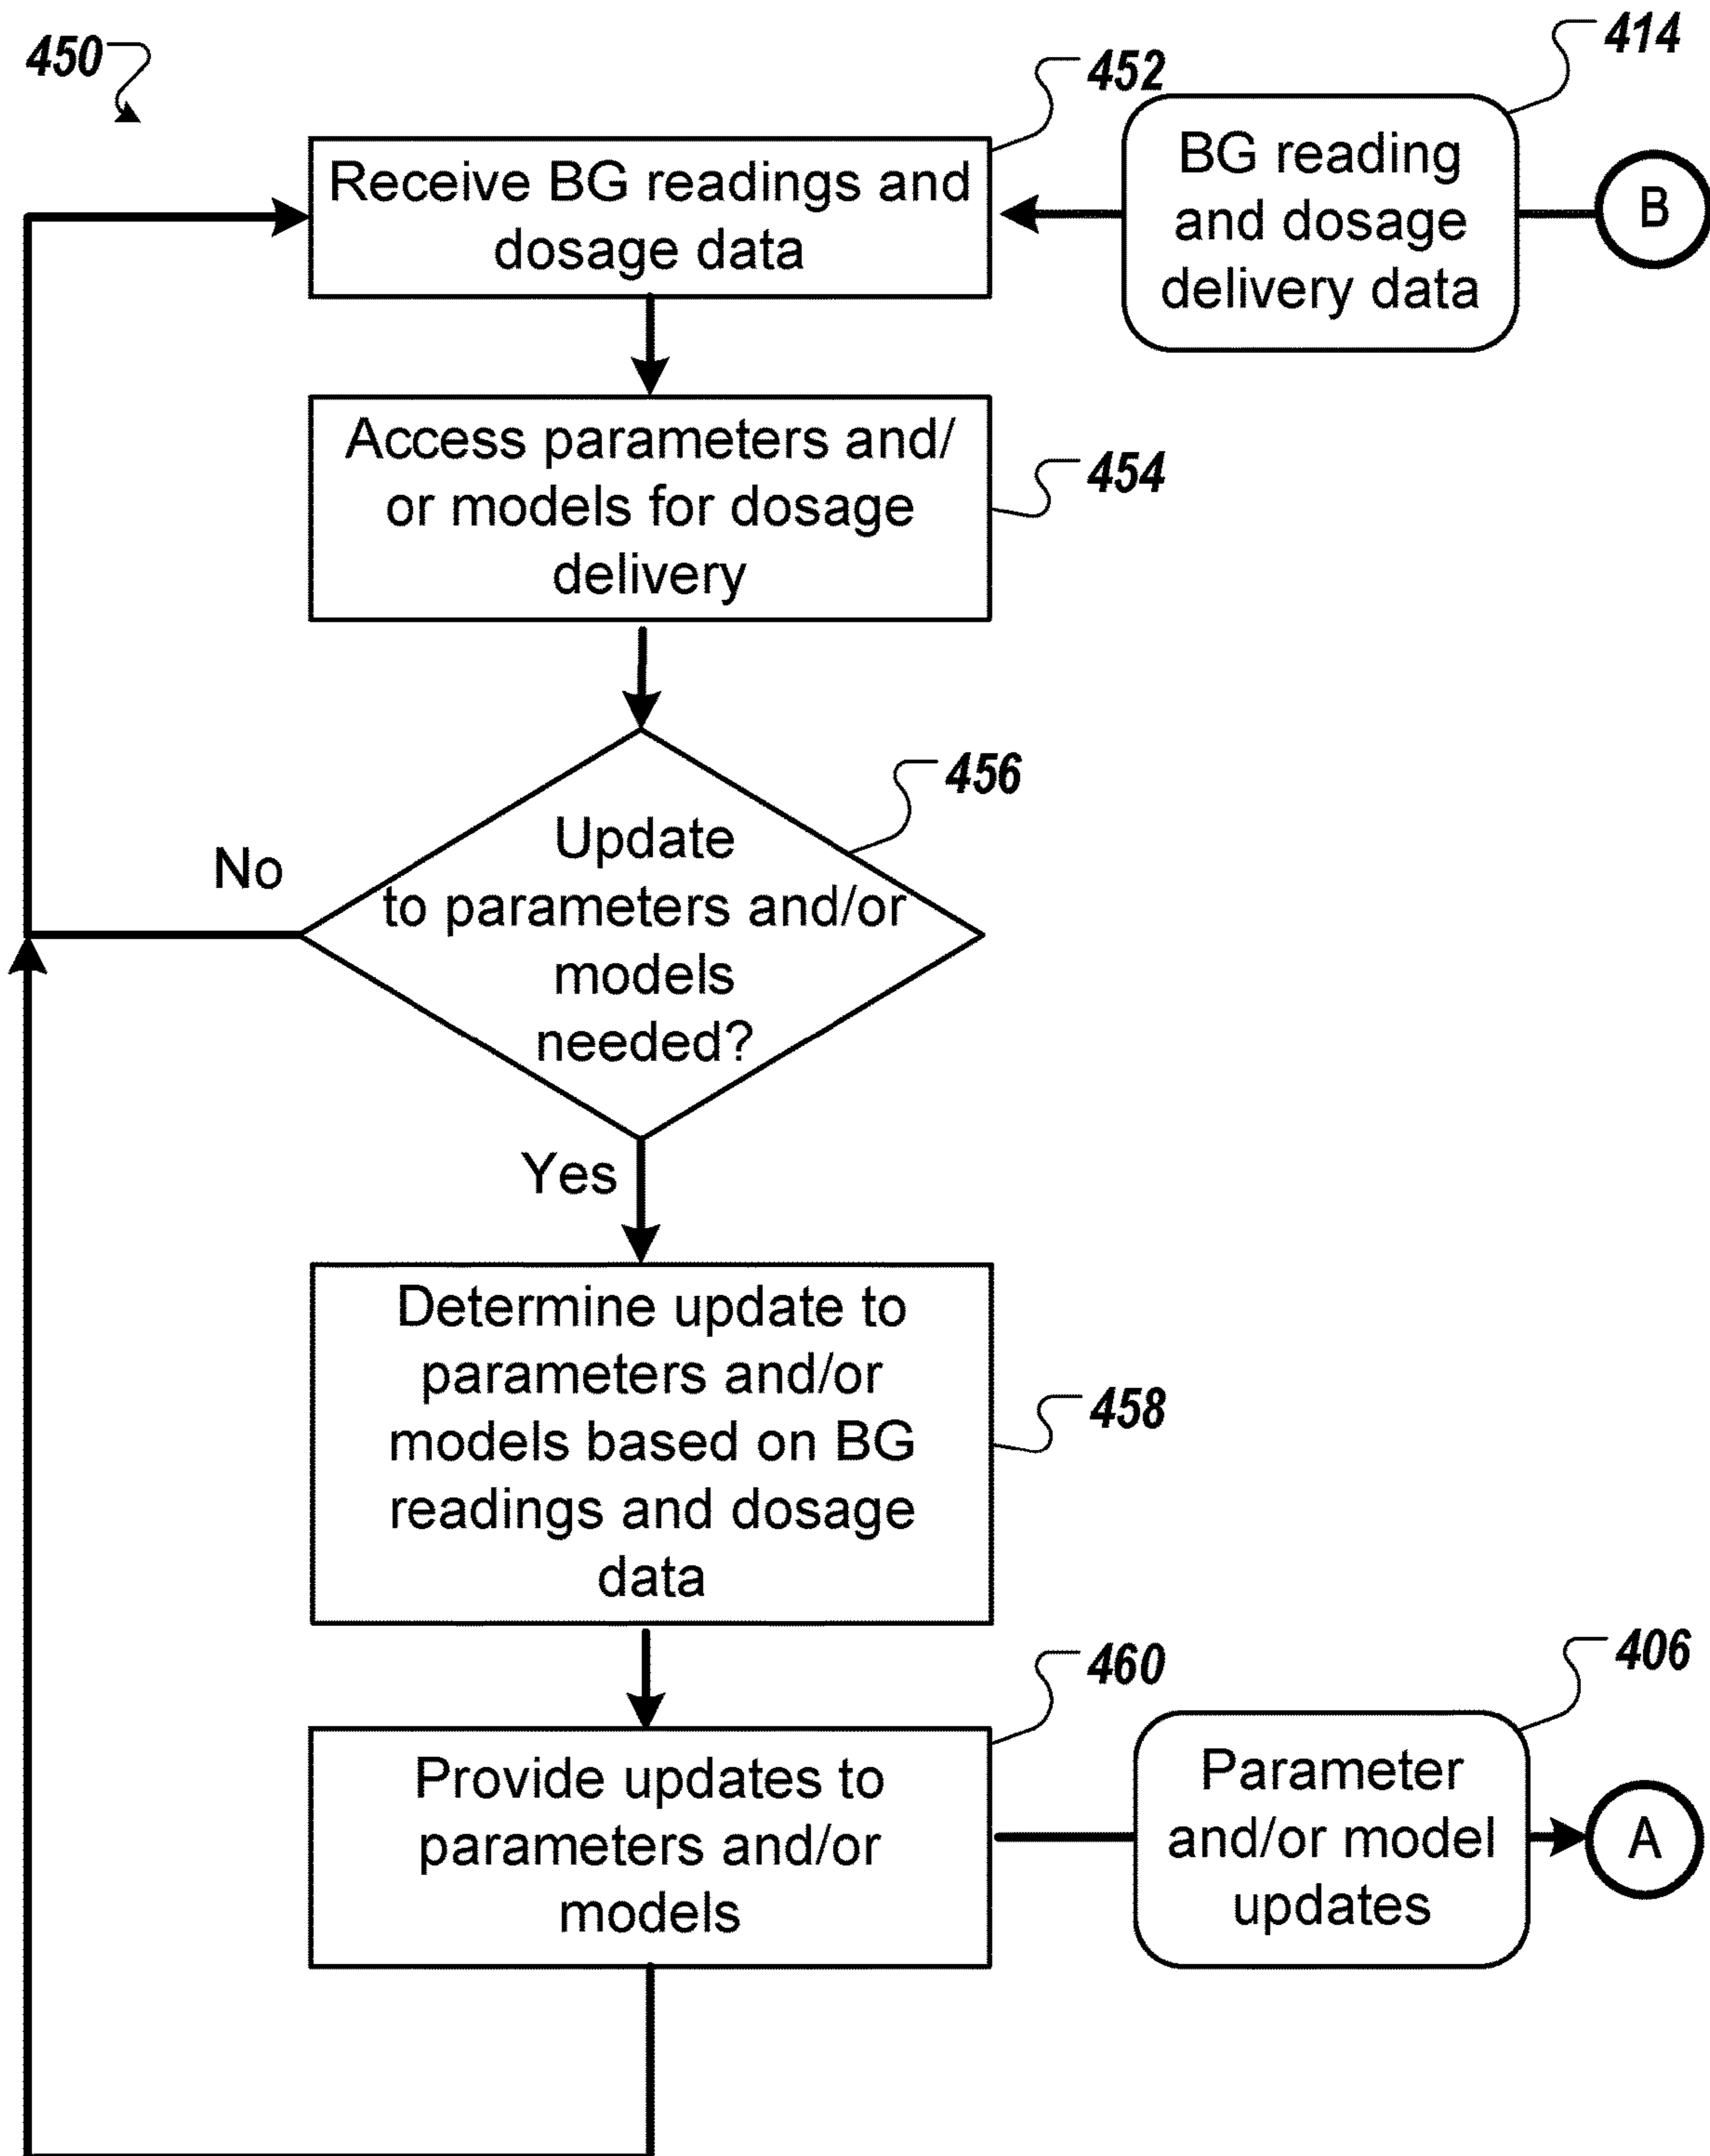 450
452
414
Receive BG readings and
dosage data
BG reading
and dosage
delivery data
B
Access parameters and/
or models for dosage
delivery
454
456
Update
to parameters and/or
models
needed?
No
Yes
Determine update to
parameters and/or
models based on BG
readings and dosage
data
458
460
406
Provide updates to
parameters and/or
models
Parameter
and/or model
updates
A